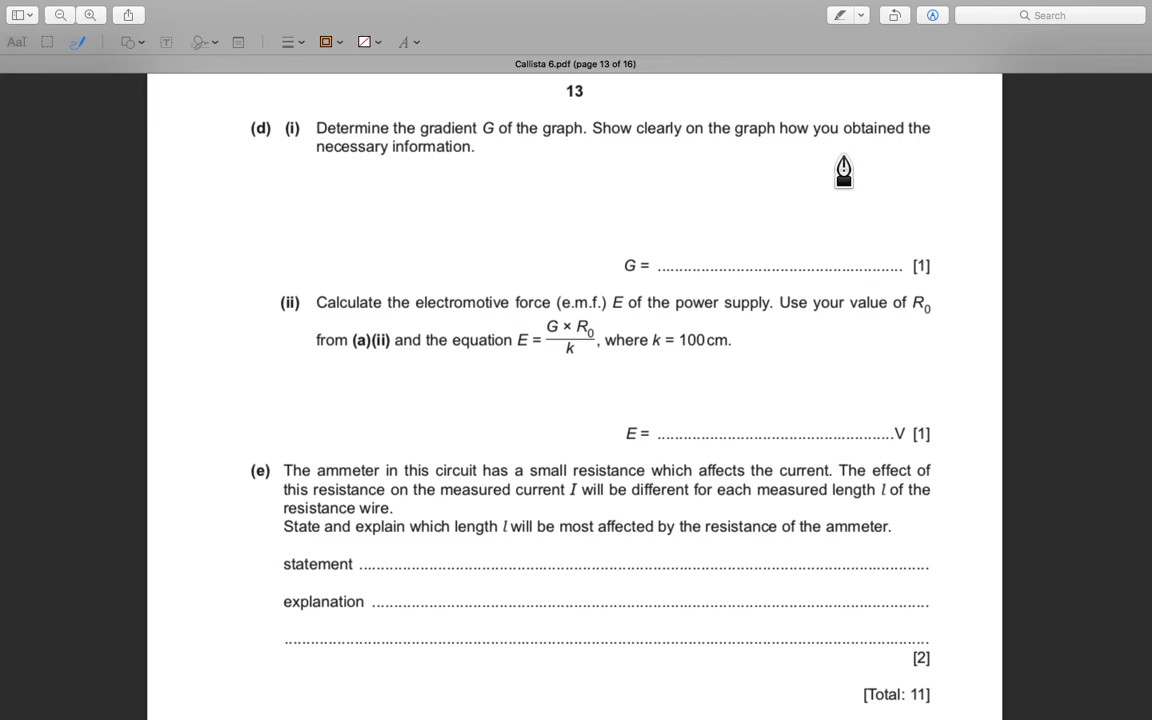 Search
AaI
T
A
Callista 6.pdf (page 13 of 16)
13
(d) (i) Determine the gradient G of the graph. Show clearly on the graph how you obtained the
necessary information.
G = .......................................................... [1]
(ii) Calculate the electromotive force (e.m.f.) E of the power supply. Use your value of R₀
from (a)(ii) and the equation E = G × R₀ / k, where k = 100 cm.
E = ........................................................V [1]
(e) The ammeter in this circuit has a small resistance which affects the current. The effect of
this resistance on the measured current I will be different for each measured length l of the
resistance wire.
State and explain which length l will be most affected by the resistance of the ammeter.
statement ......................................................................................................................................
explanation ...................................................................................................................................
.......................................................................................................................................................
[2]
[Total: 11]